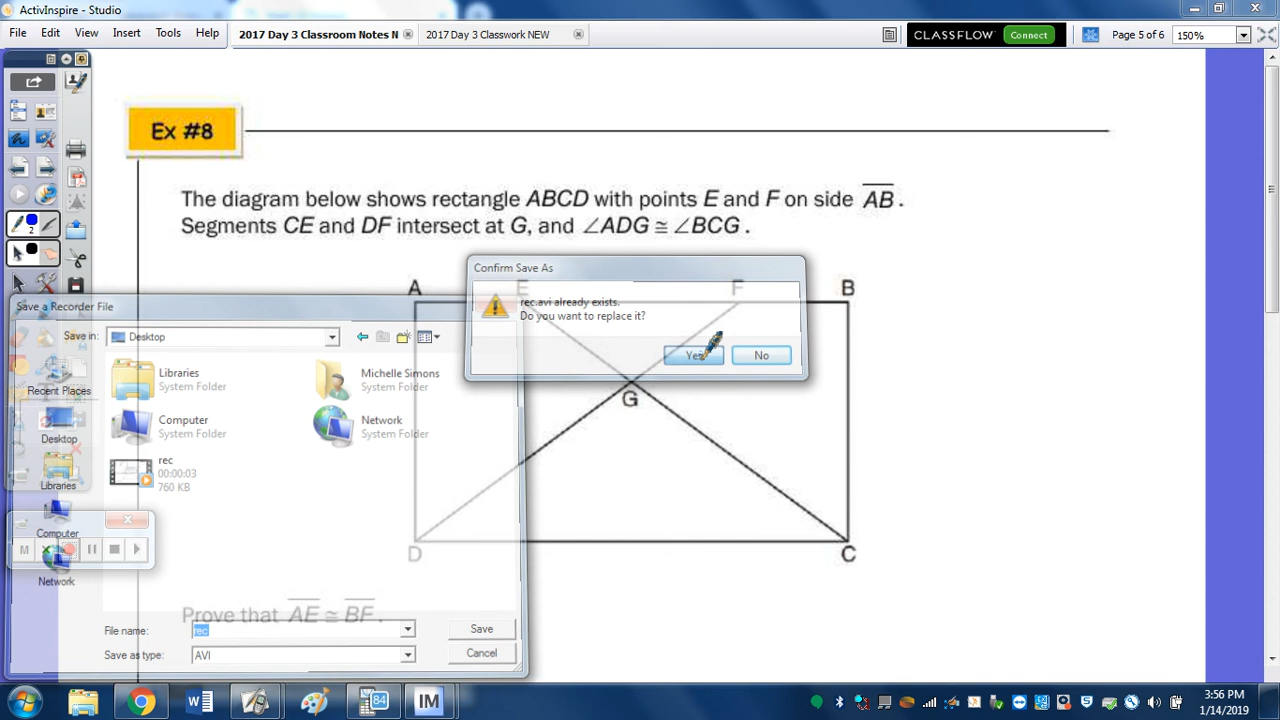 ActivInspire - Studio
File Edit View Insert Tools Help
2017 Day 3 Classroom Notes N
2017 Day 3 Classwork NEW
CLASSFLOW Connect
Page 5 of 6
150%
Ex #8
The diagram below shows rectangle ABCD with points E and F on side AB.
Segments CE and DF intersect at G, and ∠ADG ≅ ∠BCG.
A E F B
G
D C
Confirm Save As
rec.avi already exists.
Do you want to replace it?
Yes No
Save a Recorder File
Save in: Desktop
Recent Places
Desktop
Libraries
Computer
Network
Libraries
System Folder
Michelle Simons
System Folder
Computer
System Folder
Network
System Folder
rec
00:00:03
760 KB
M
Prove that AE ≅ BF.
File name: rec
Save
Save as type: AVI
Cancel
2
84
IM
3:56 PM
1/14/2019